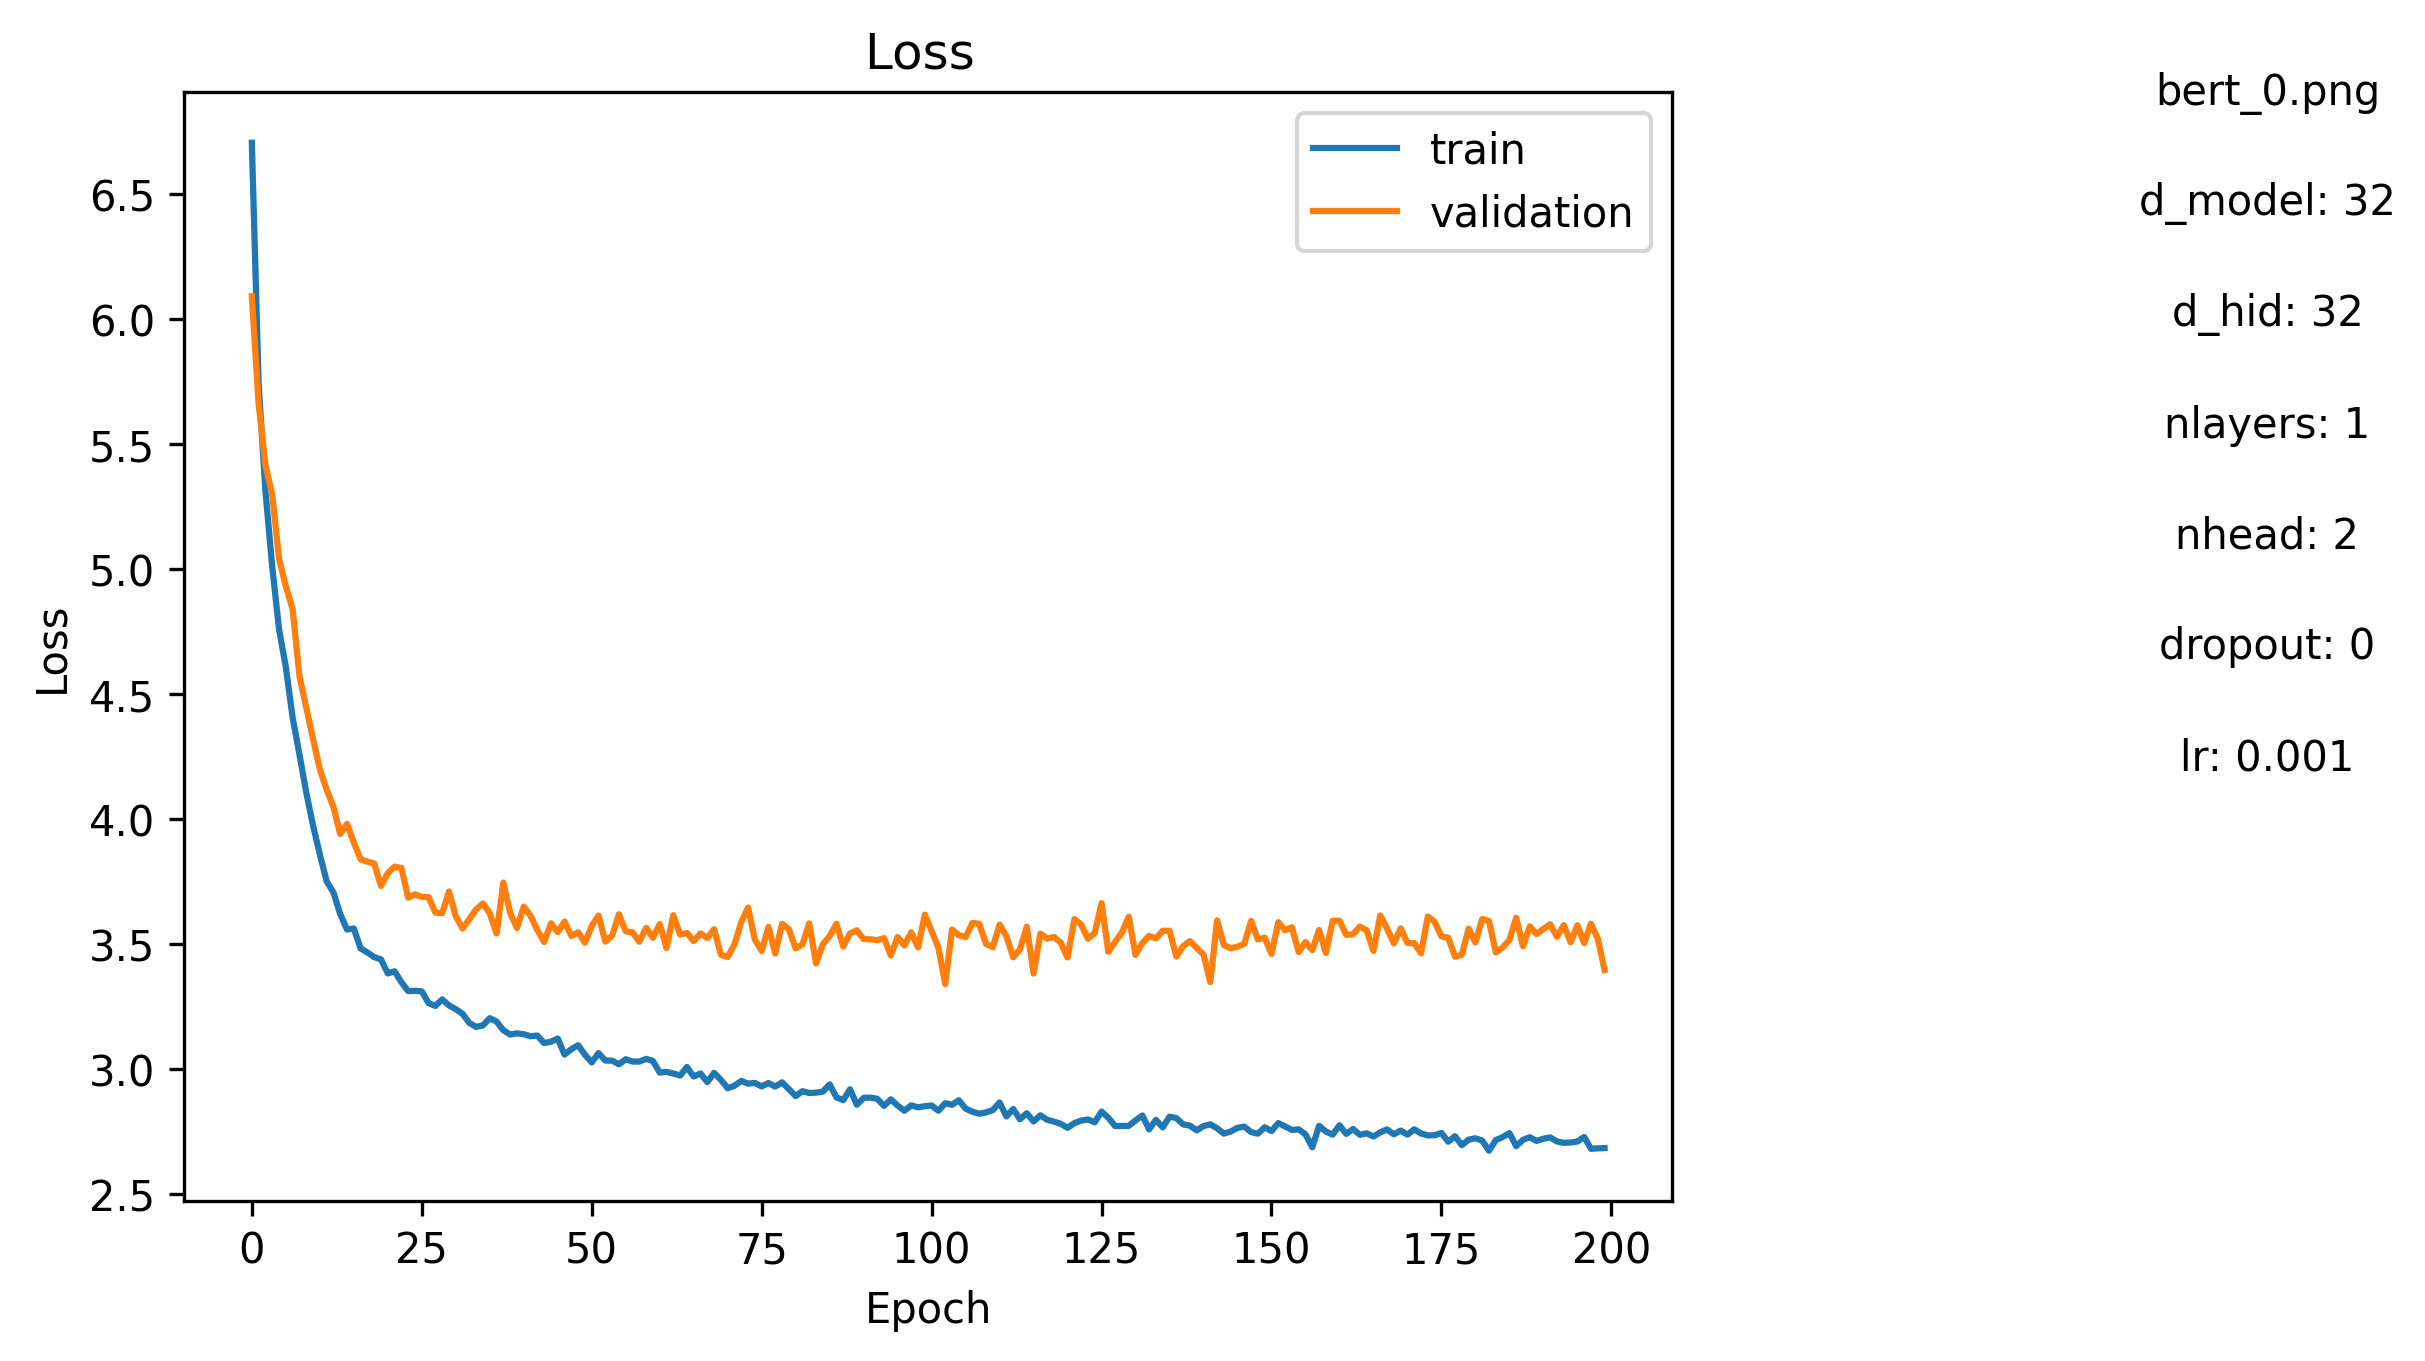 Loss
train
validation
6.5
6.0
5.5
5.0
4.5
4.0
3.5
3.0
2.5
Loss
0 25 50 75 100 125 150 175 200
Epoch
bert_0.png
d_model: 32
d_hid: 32
nlayers: 1
nhead: 2
dropout: 0
lr: 0.001